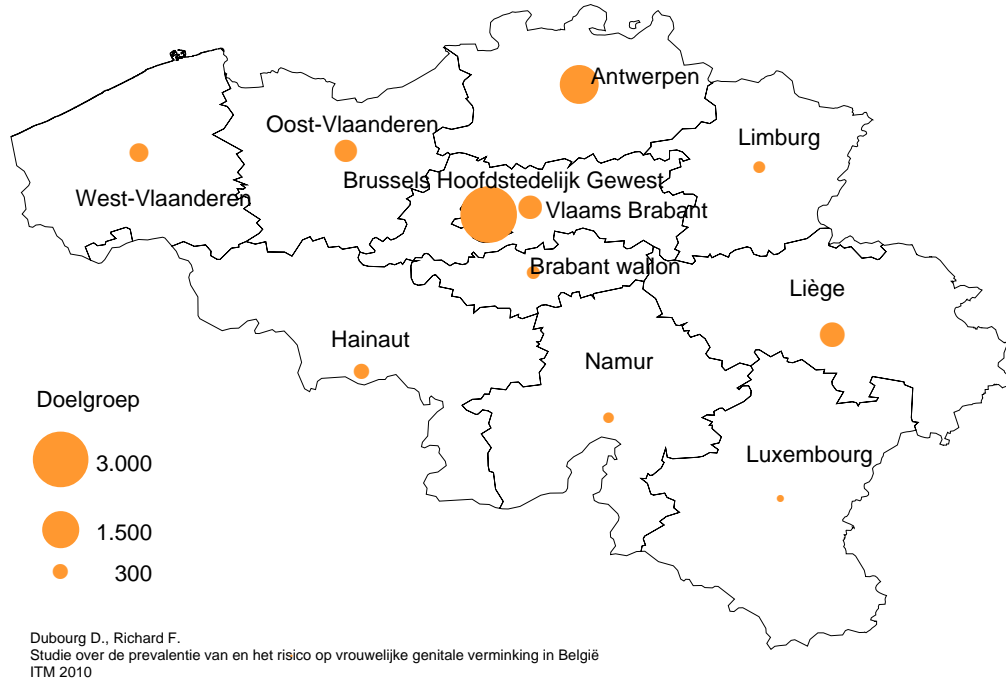 Antwerpen
Oost-Vlaanderen
Limburg
Brussels Hoofdstedelijk Gewest
West-Vlaanderen
Vlaams Brabant
Brabant wallon
Liège
Hainaut
Namur
Doelgroep
Luxembourg
3.000
1.500
300
Dubourg D., Richard F.
Studie over de prevalentie van en het risico op vrouwelijke genitale verminking in België
ITM 2010